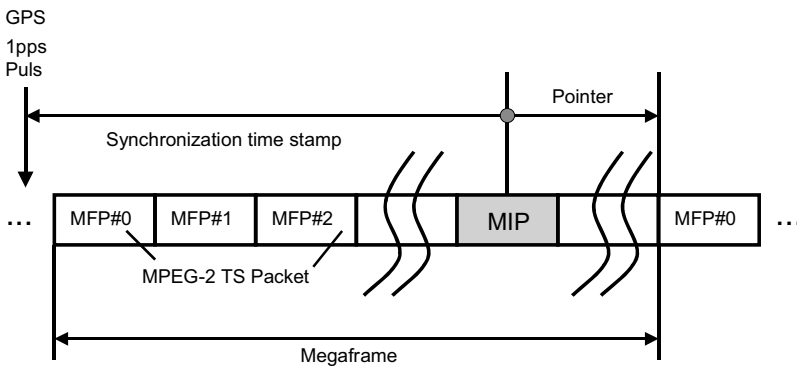 GPS
1pps
Puls
Pointer
Synchronization time stamp
... MFP#0 MFP#1 MFP#2 MIP MFP#0 ...
MPEG-2 TS Packet
Megaframe